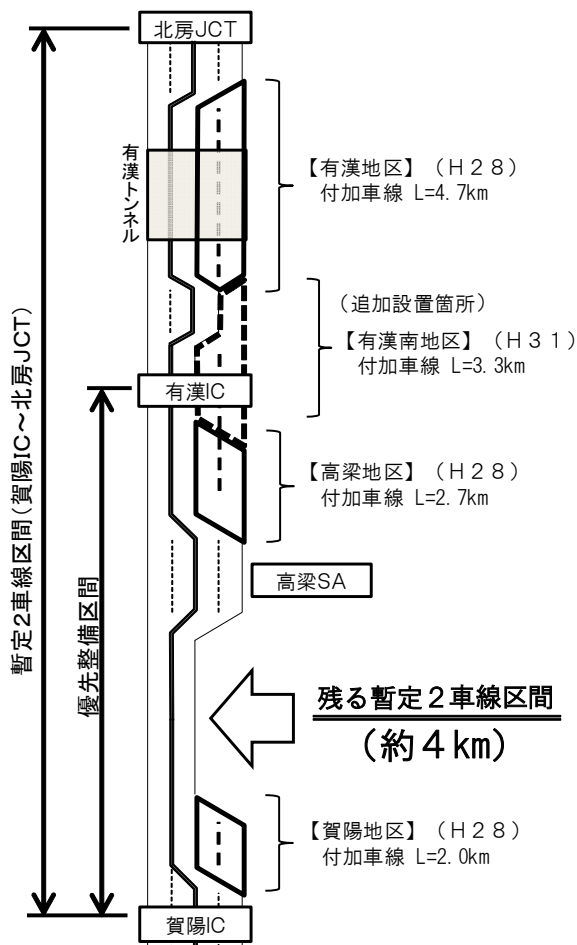 北房JCT
有漢トンネル
【有漢地区】（Ｈ２８）
付加車線 L=4.7km
（追加設置箇所）
【有漢南地区】（Ｈ３１）
付加車線 L=3.3km
有漢IC
【高梁地区】（Ｈ２８）
付加車線 L=2.7km
高梁SA
暫定２車線区間（賀陽IC～北房JCT）
優先整備区間
残る暫定２車線区間
（約４km）
【賀陽地区】（Ｈ２８）
付加車線 L=2.0km
賀陽IC